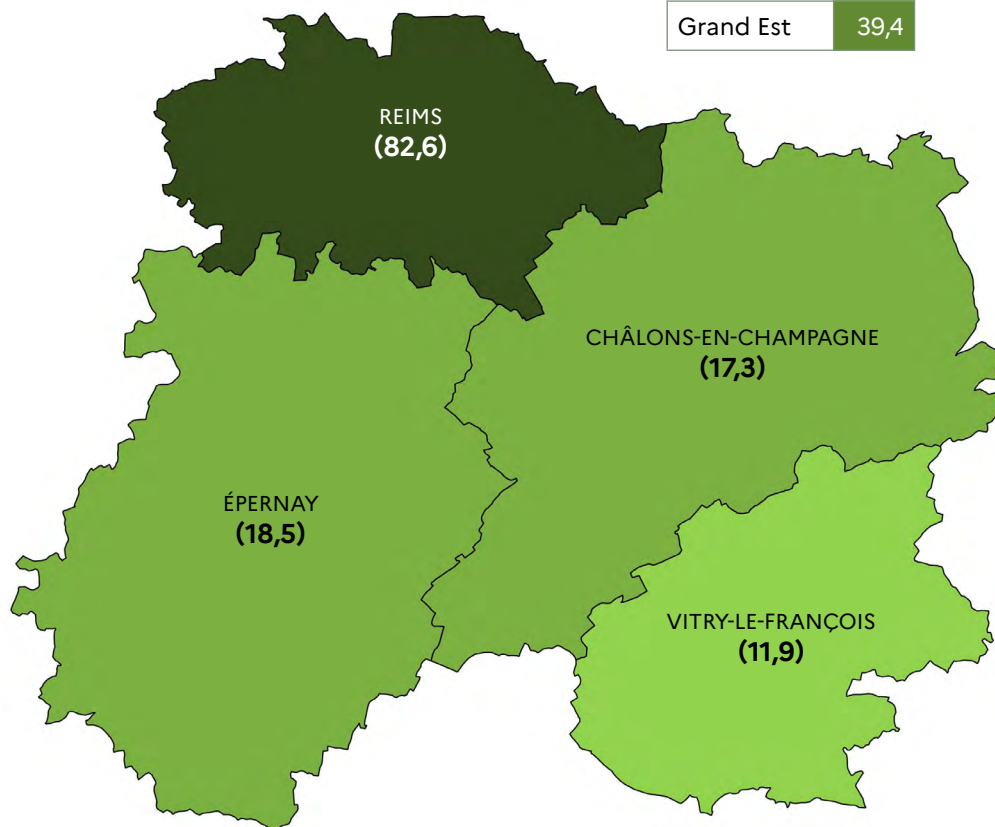 Grand Est 39,4
REIMS
(82,6)
CHÂLONS-EN-CHAMPAGNE
(17,3)
ÉPERNAY
(18,5)
VITRY-LE-FRANÇOIS
(11,9)